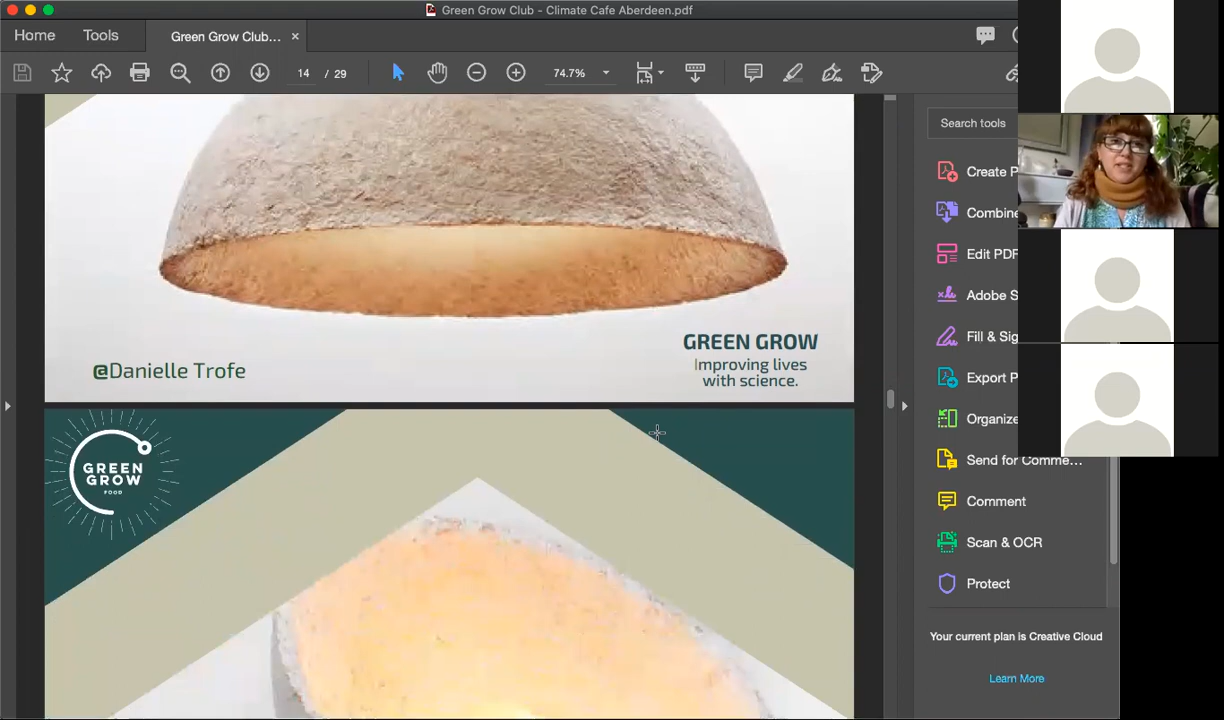 Green Grow Club - Climate Cafe Aberdeen.pdf
Home
Tools
Green Grow Club...
14 / 29
74.7%
Search tools
Create P
Combine
Edit PDF
Adobe S
Fill & Sig
Export P
Organize
Send for Comme...
Comment
Scan & OCR
Protect
Your current plan is Creative Cloud
Learn More
@Danielle Trofe
GREEN GROW
Improving lives
with science.
GREEN
GROW
FOOD